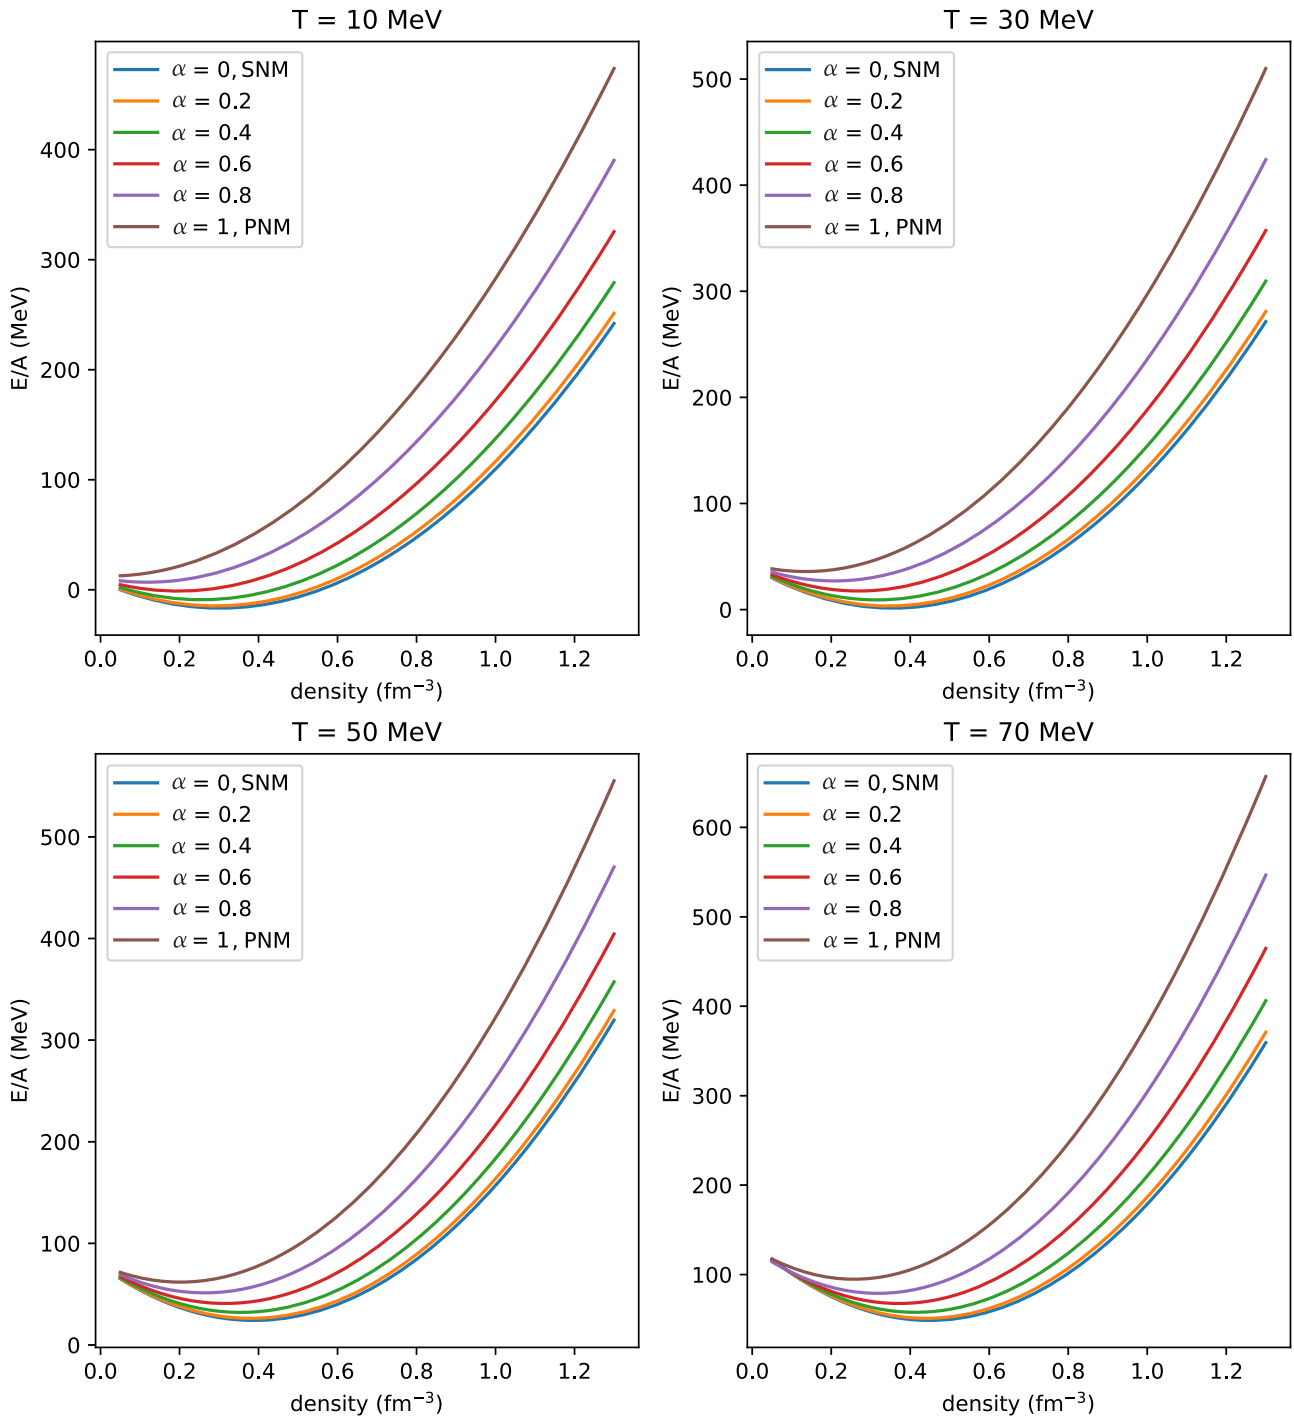 T = 10 MeV
E/A (MeV)
400
300
200
100
0
α = 0, SNM
α = 0.2
α = 0.4
α = 0.6
α = 0.8
α = 1, PNM
0.0 0.2 0.4 0.6 0.8 1.0 1.2
density (fm⁻³)
T = 30 MeV
E/A (MeV)
500
400
300
200
100
0
α = 0, SNM
α = 0.2
α = 0.4
α = 0.6
α = 0.8
α = 1, PNM
0.0 0.2 0.4 0.6 0.8 1.0 1.2
density (fm⁻³)
T = 50 MeV
E/A (MeV)
500
400
300
200
100
0
α = 0, SNM
α = 0.2
α = 0.4
α = 0.6
α = 0.8
α = 1, PNM
0.0 0.2 0.4 0.6 0.8 1.0 1.2
density (fm⁻³)
T = 70 MeV
E/A (MeV)
600
500
400
300
200
100
α = 0, SNM
α = 0.2
α = 0.4
α = 0.6
α = 0.8
α = 1, PNM
0.0 0.2 0.4 0.6 0.8 1.0 1.2
density (fm⁻³)